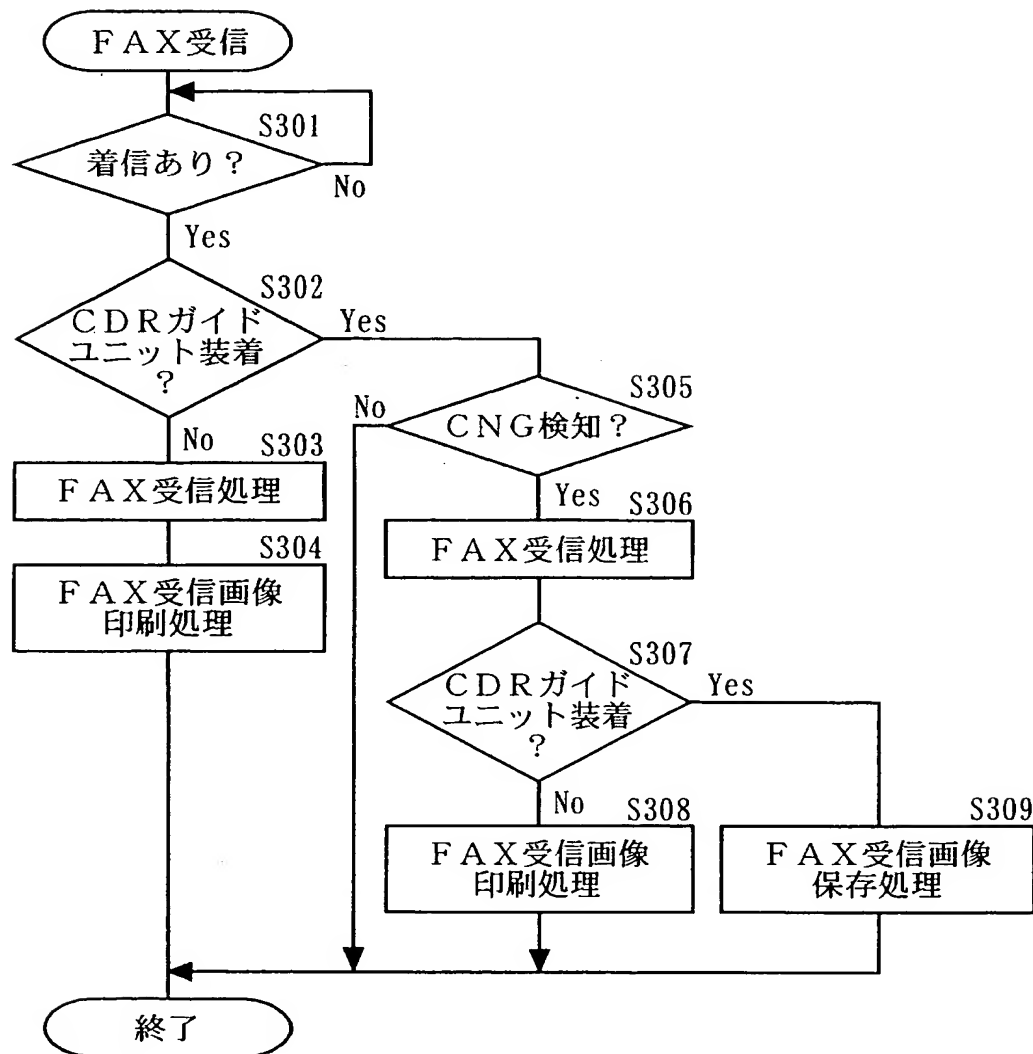 ＦＡＸ受信
S301
着信あり？
No
Yes
S302
ＣＤＲガイド
ユニット装着
？
Yes
No
S303
ＦＡＸ受信処理
S304
ＦＡＸ受信画像
印刷処理
S305
ＣＮＧ検知？
No
Yes
S306
ＦＡＸ受信処理
S307
ＣＤＲガイド
ユニット装着
？
Yes
No
S308
ＦＡＸ受信画像
印刷処理
S309
ＦＡＸ受信画像
保存処理
終了